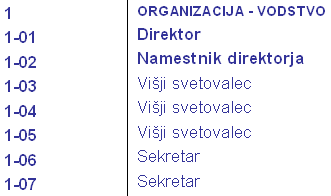 1 ORGANIZACIJA - VODSTVO
1-01 Direktor
1-02 Namestnik direktorja
1-03 Višji svetovalec
1-04 Višji svetovalec
1-05 Višji svetovalec
1-06 Sekretar
1-07 Sekretar